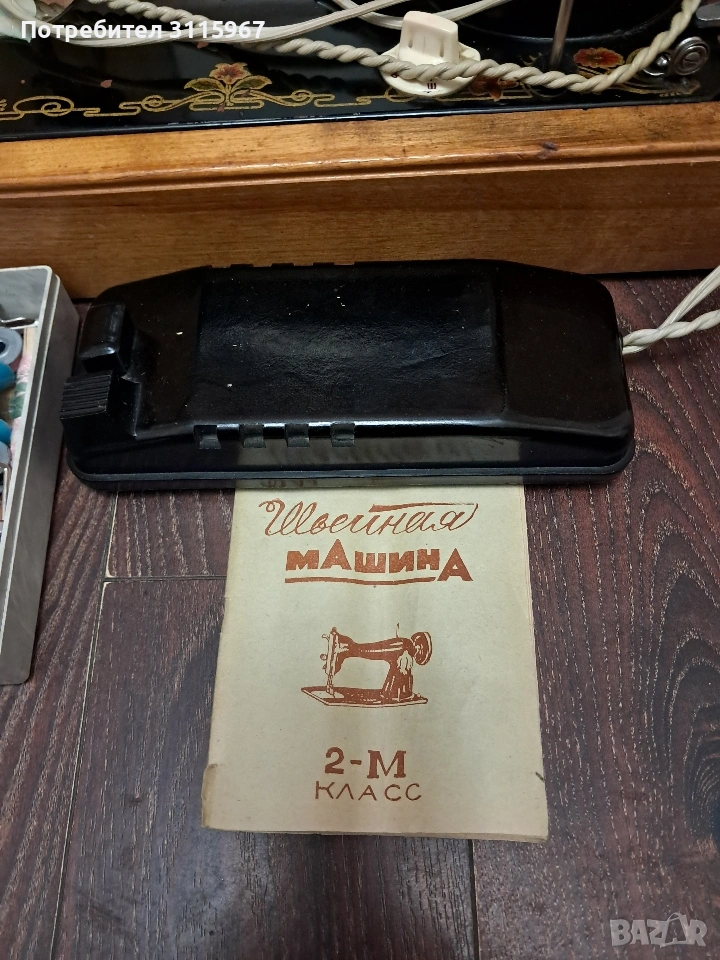 Потребител 3115967
Швейная
МАШИНА
2-М
КЛАСС
BAZAR